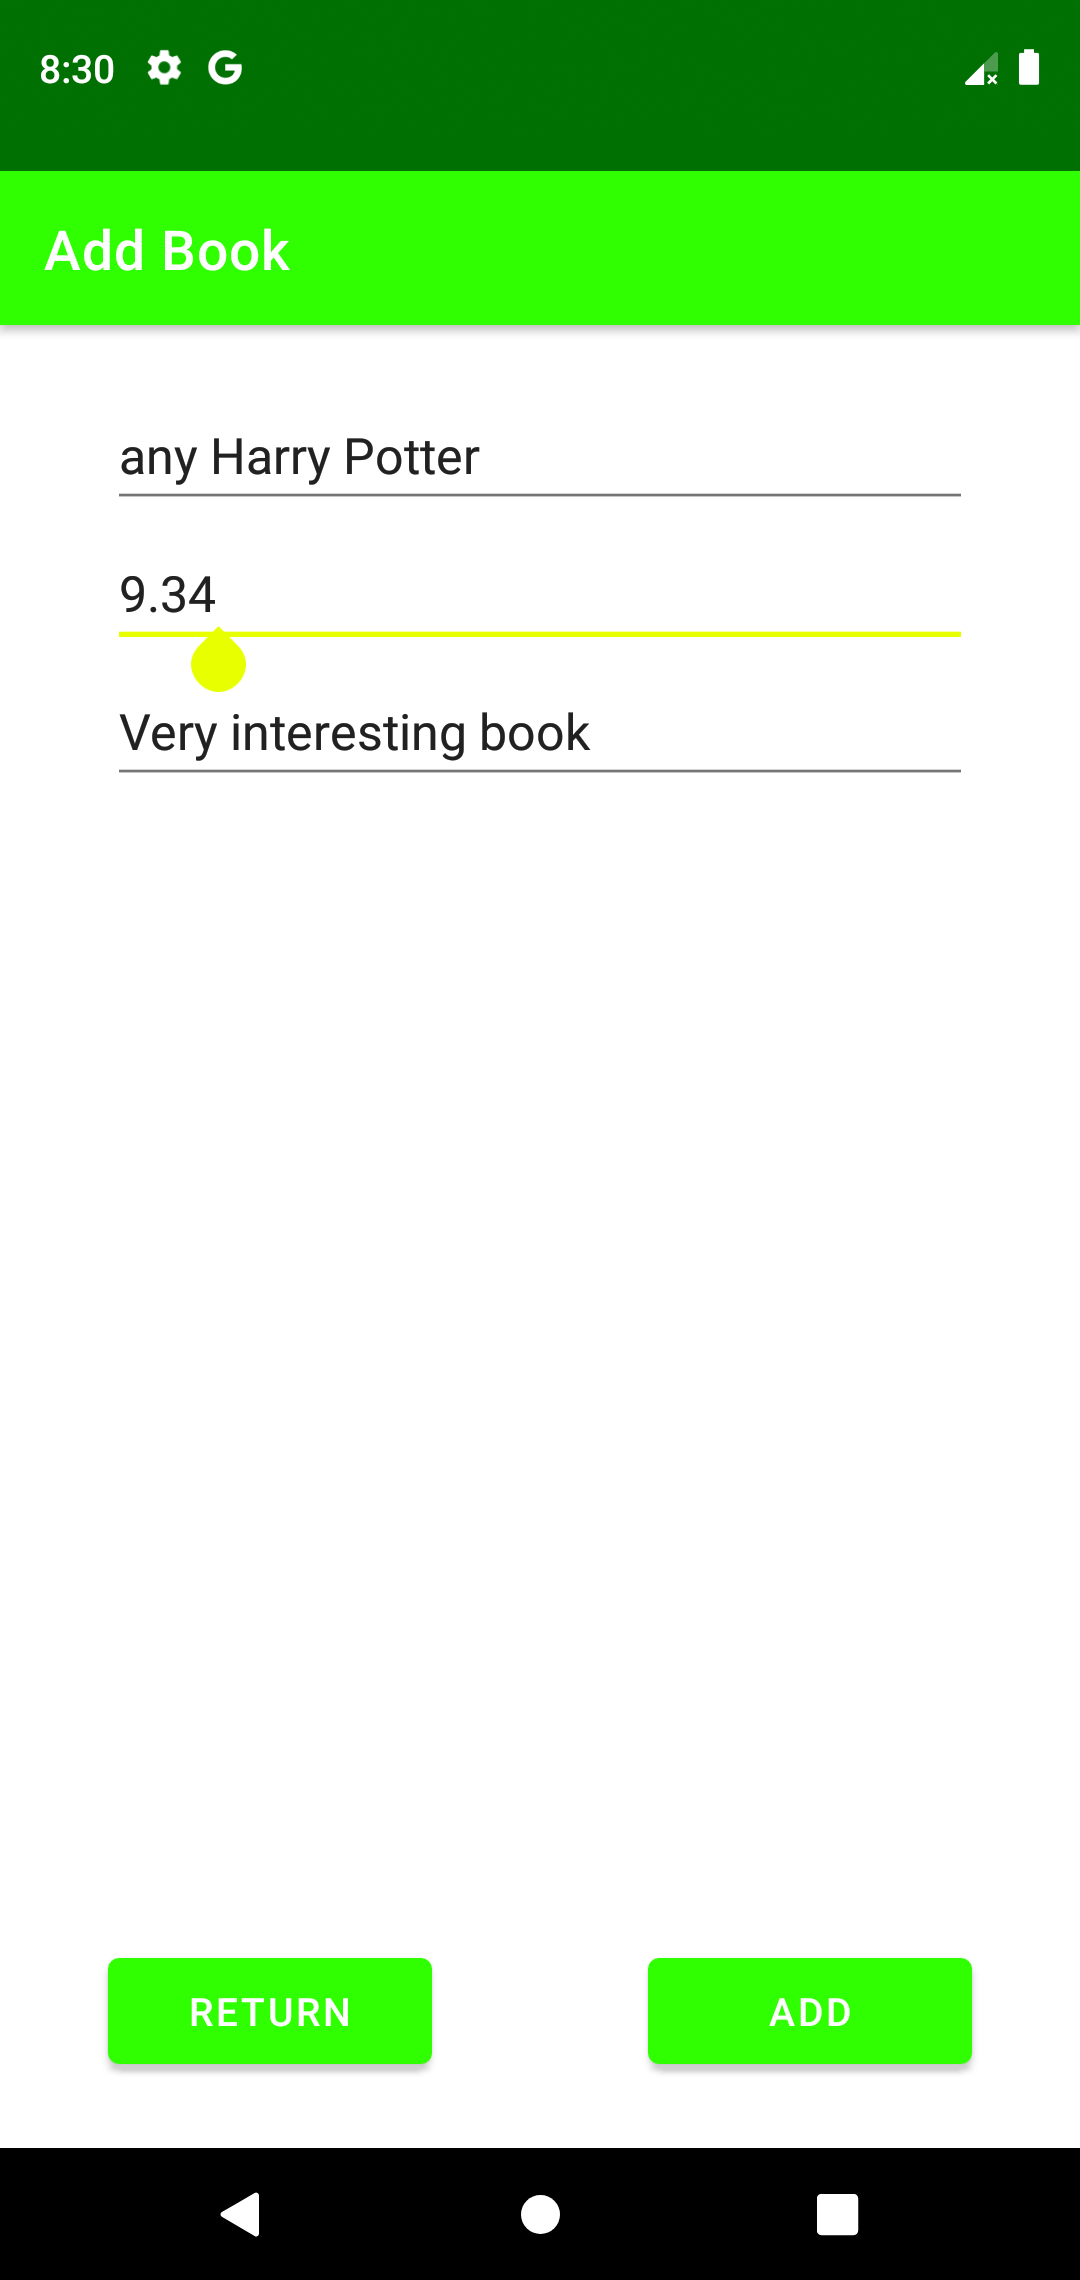 8:30
Add Book
any Harry Potter
9.34
Very interesting book
RETURN
ADD